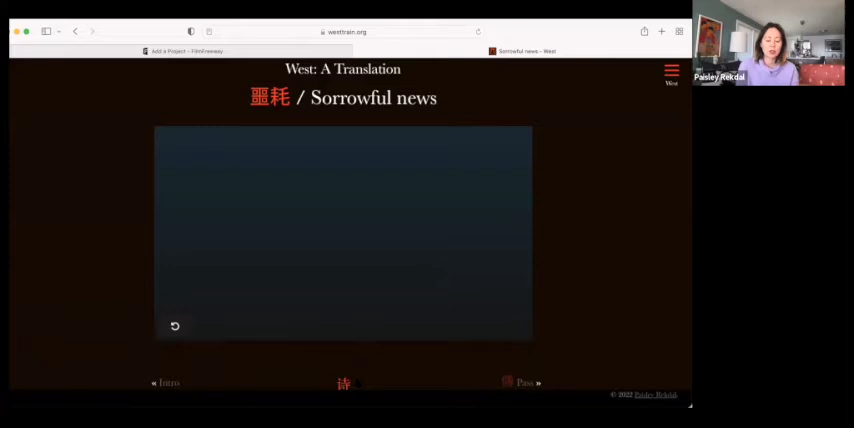 westtrain.org
Add a Project - FilmFreeway
Sorrowful news - West
West: A Translation
West
噩耗 / Sorrowful news
Paisley Rekdal
« Intro
诗
Pass »
© 2022 Paisley Rekdal.